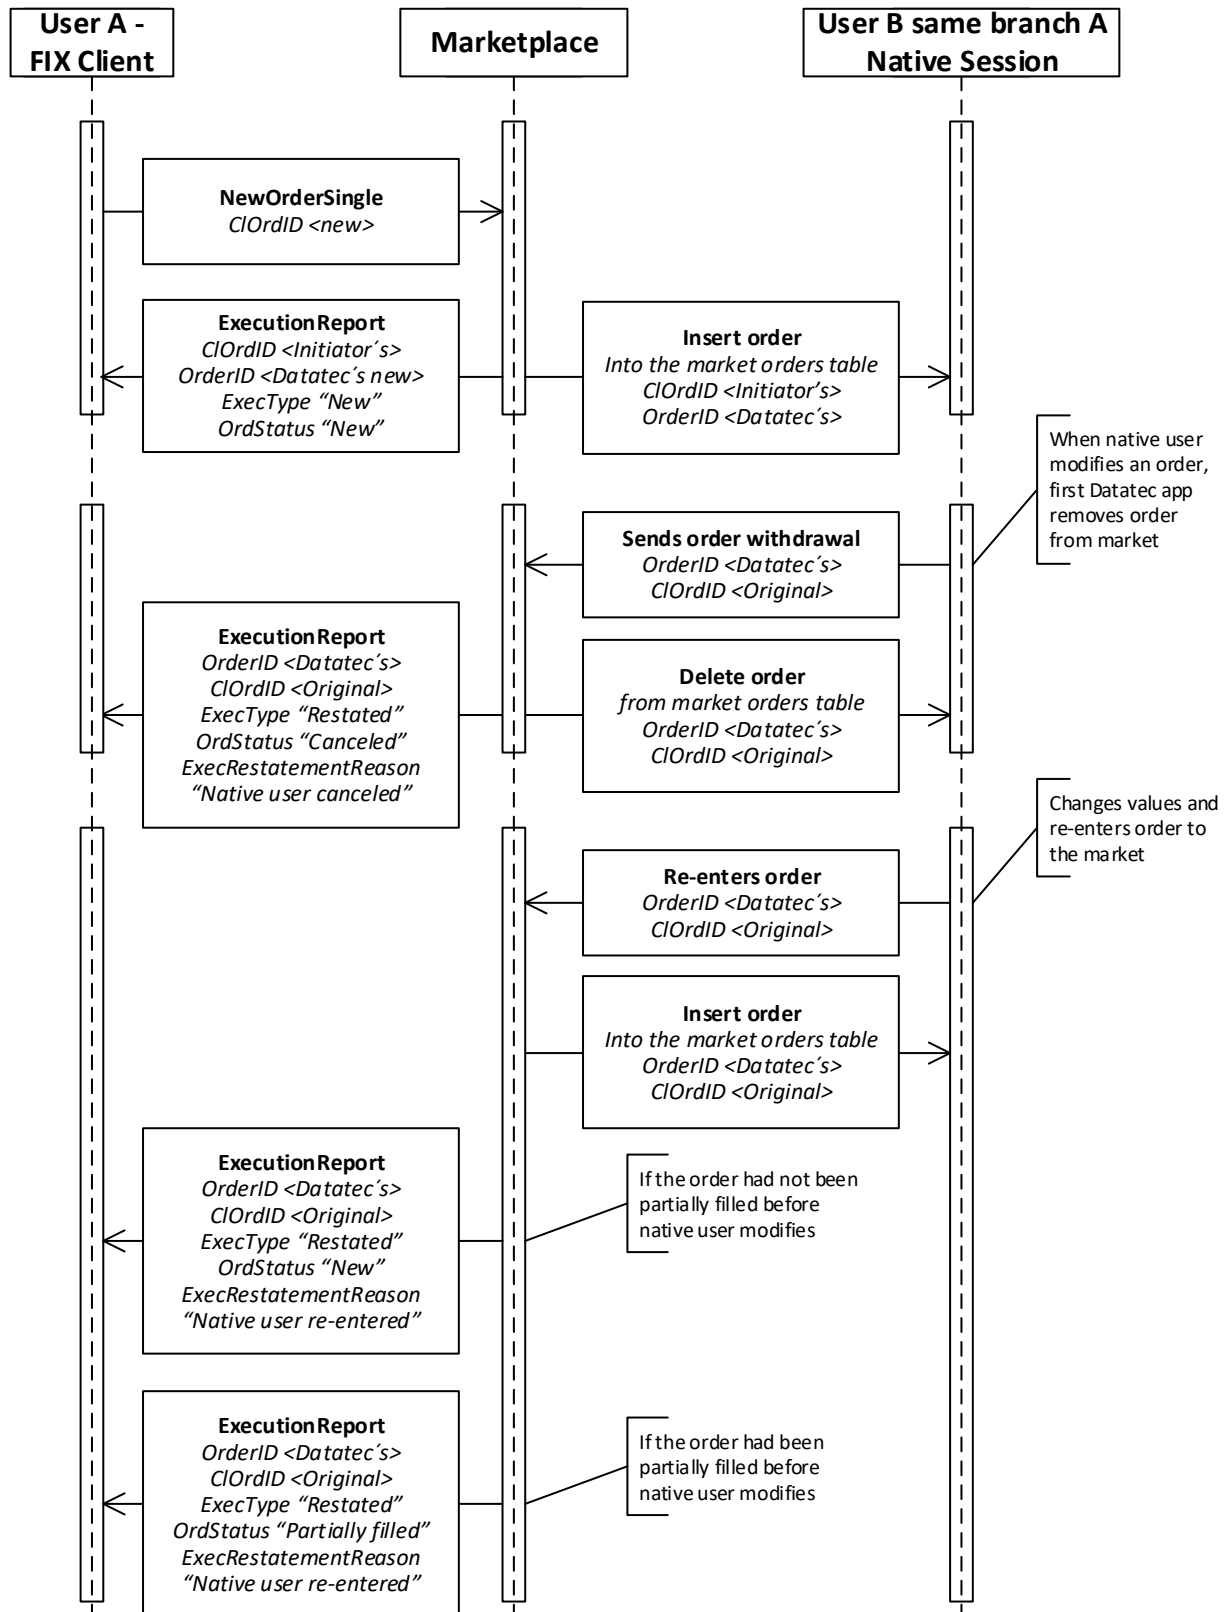 User A -
FIX Client
Marketplace
User B same branch A
Native Session
NewOrderSingle
ClOrdID <new>
ExecutionReport
ClOrdID <Initiator´s>
OrderID <Datatec´s new>
ExecType “New”
OrdStatus “New”
Insert order
Into the market orders table
ClOrdID <Initiator’s>
OrderID <Datatec´s>
When native user
modifies an order,
first Datatec app
removes order
from market
Sends order withdrawal
OrderID <Datatec´s>
ClOrdID <Original>
ExecutionReport
OrderID <Datatec´s>
ClOrdID <Original>
ExecType “Restated”
OrdStatus “Canceled”
ExecRestatementReason
“Native user canceled”
Delete order
from market orders table
OrderID <Datatec´s>
ClOrdID <Original>
Changes values and
re-enters order to
the market
Re-enters order
OrderID <Datatec´s>
ClOrdID <Original>
Insert order
Into the market orders table
OrderID <Datatec´s>
ClOrdID <Original>
ExecutionReport
OrderID <Datatec´s>
ClOrdID <Original>
ExecType “Restated”
OrdStatus “New”
ExecRestatementReason
“Native user re-entered”
If the order had not been
partially filled before
native user modifies
ExecutionReport
OrderID <Datatec´s>
ClOrdID <Original>
ExecType “Restated”
OrdStatus “Partially filled”
ExecRestatementReason
“Native user re-entered”
If the order had been
partially filled before
native user modifies